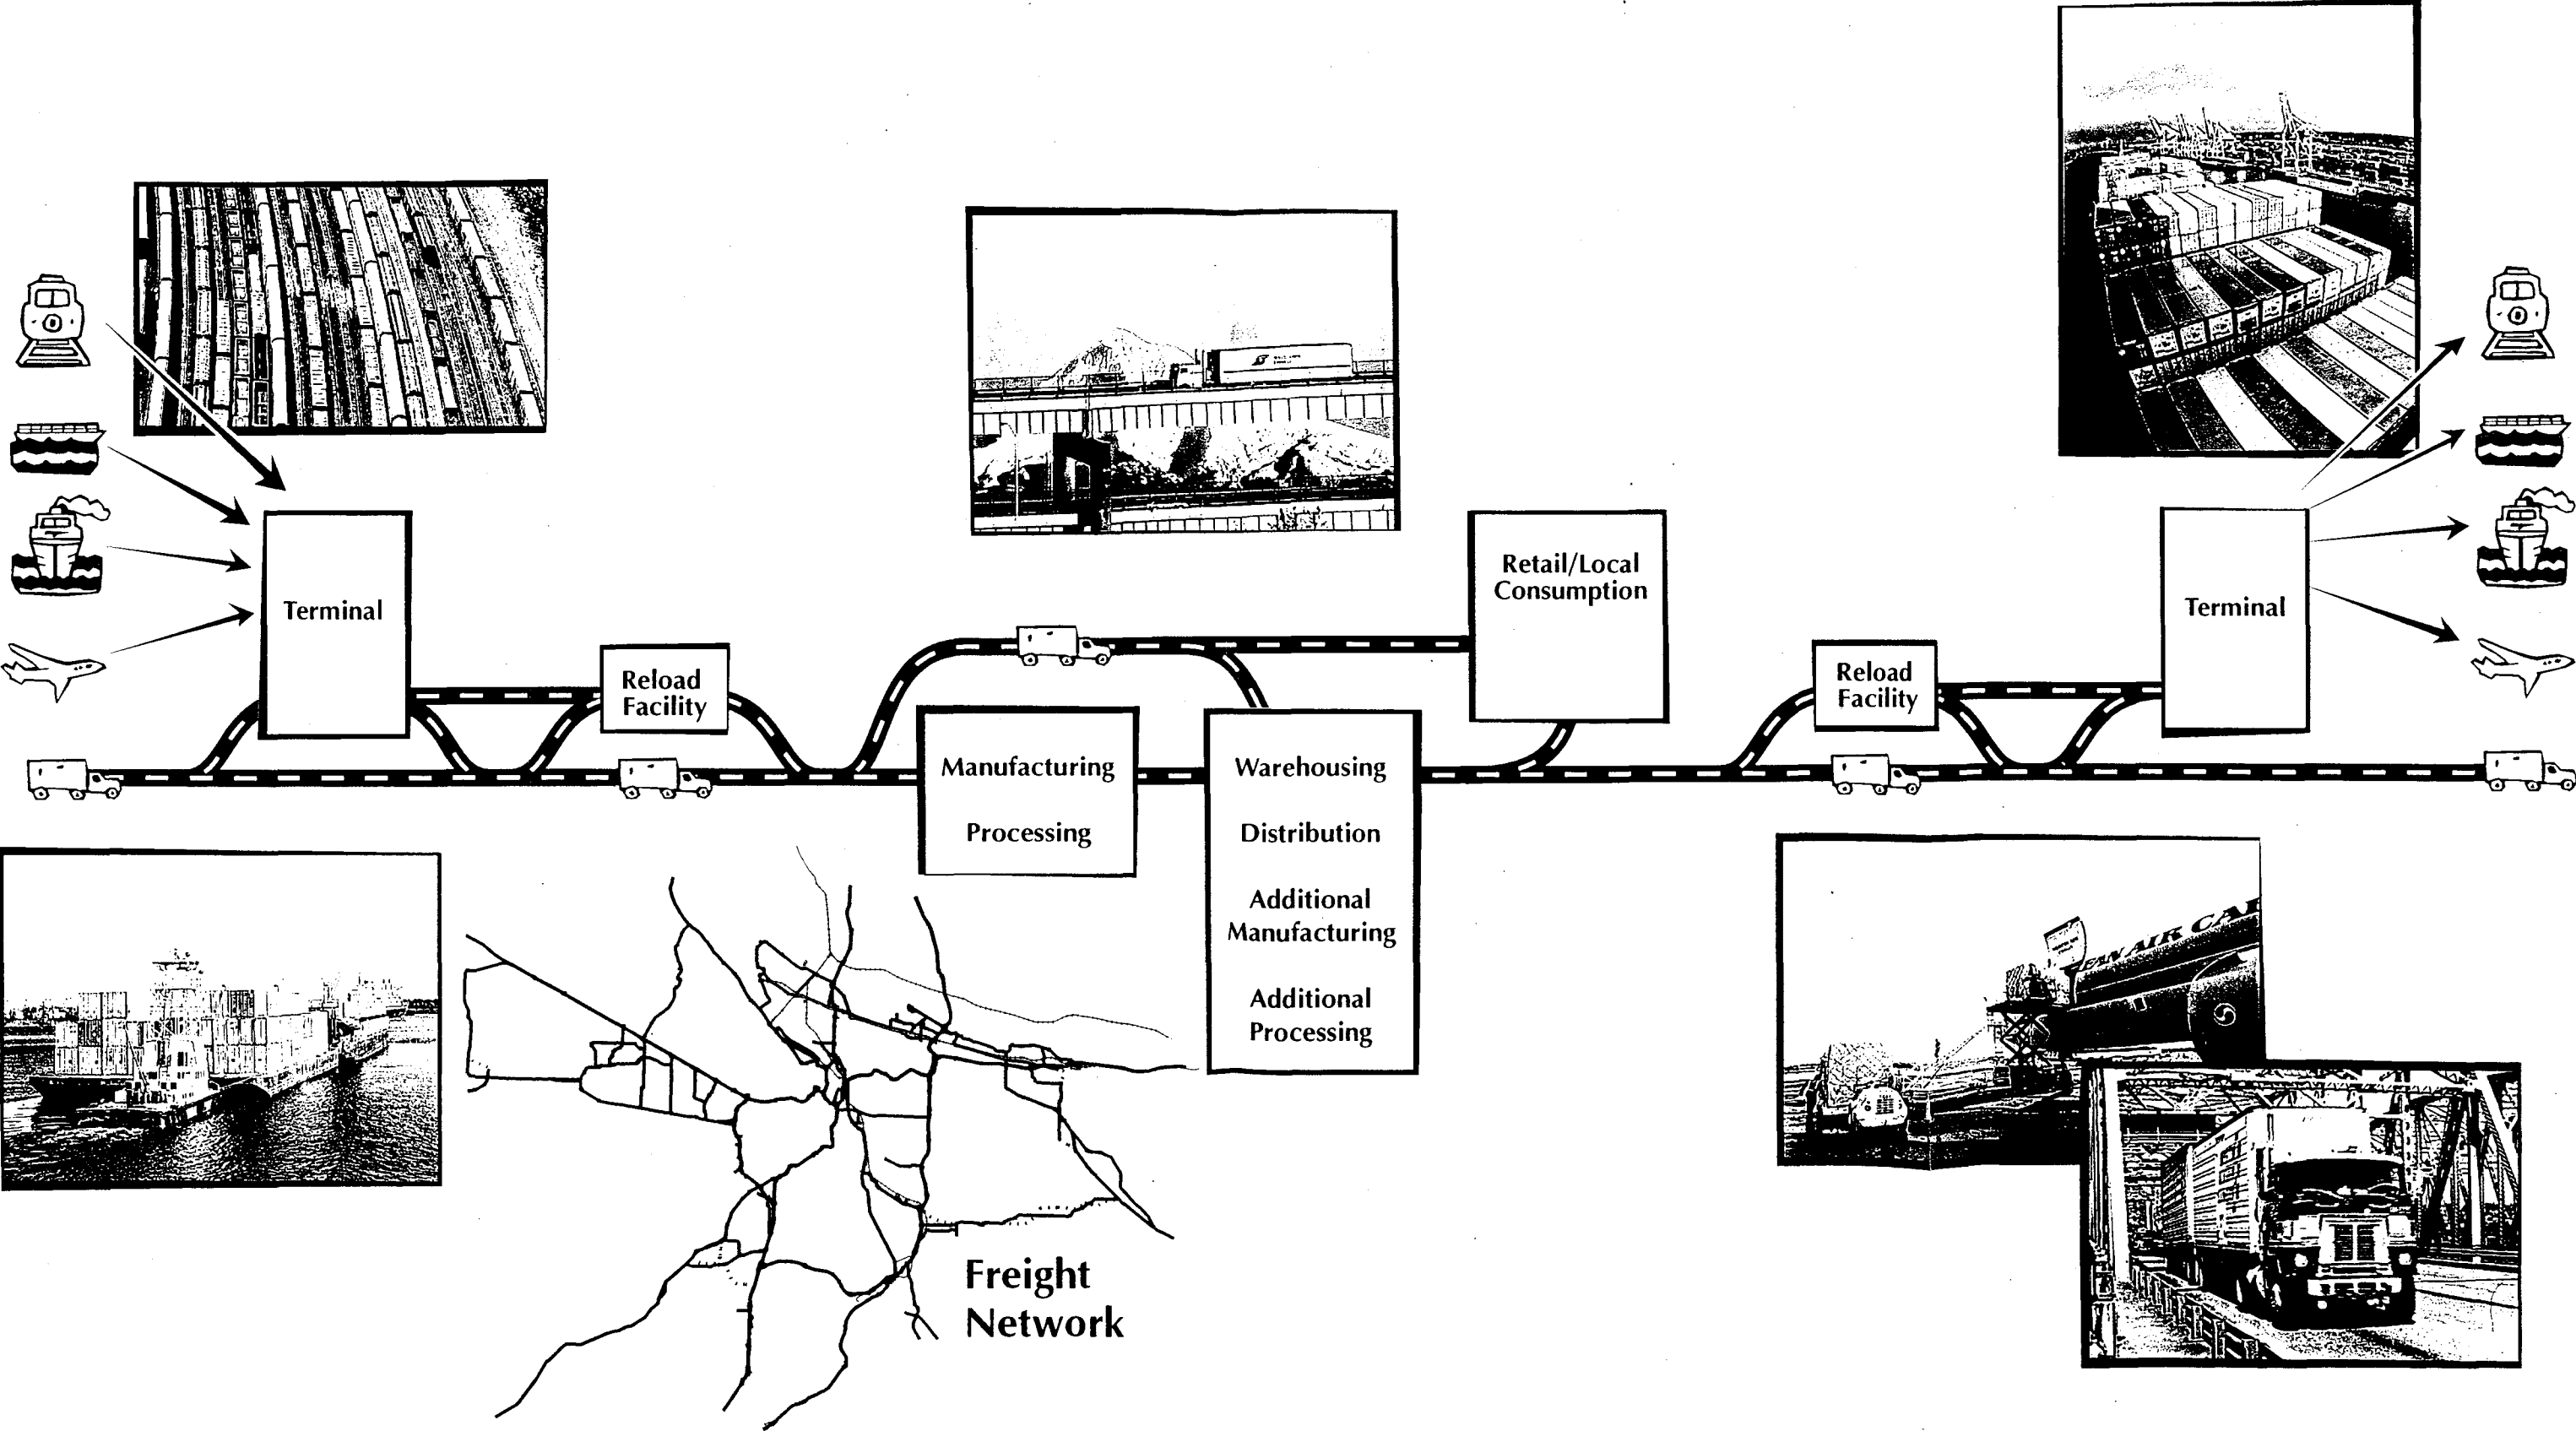 Terminal
Reload
Facility
Manufacturing
Processing
Warehousing
Distribution
Additional
Manufacturing
Additional
Processing
Retail/Local
Consumption
Reload
Facility
Terminal
AIR
Freight
Network